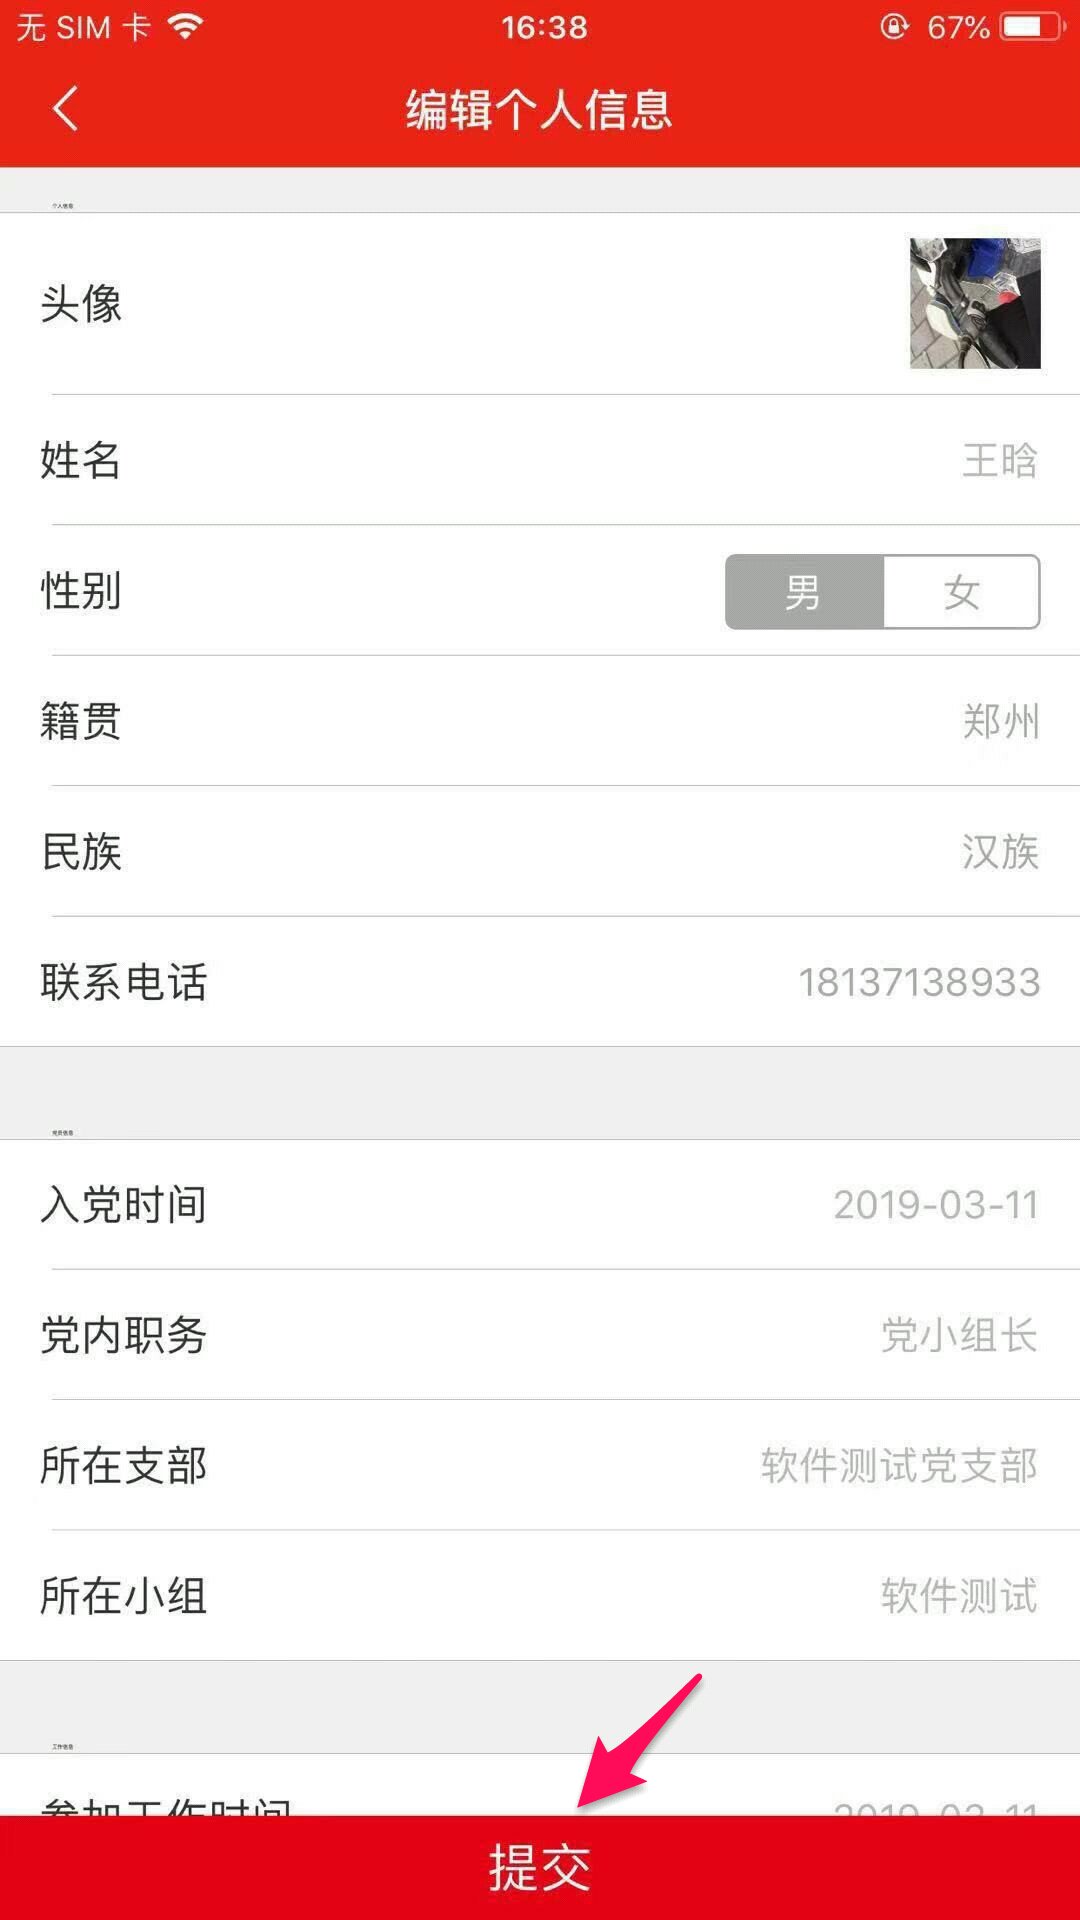 无 SIM 卡 16:38 67%
编辑个人信息
个人信息
头像
姓名 王晗
性别 男 女
籍贯 郑州
民族 汉族
联系电话 18137138933
党员信息
入党时间 2019-03-11
党内职务 党小组长
所在支部 软件测试党支部
所在小组 软件测试
工作信息
参加工作时间 2019-03-11
提交